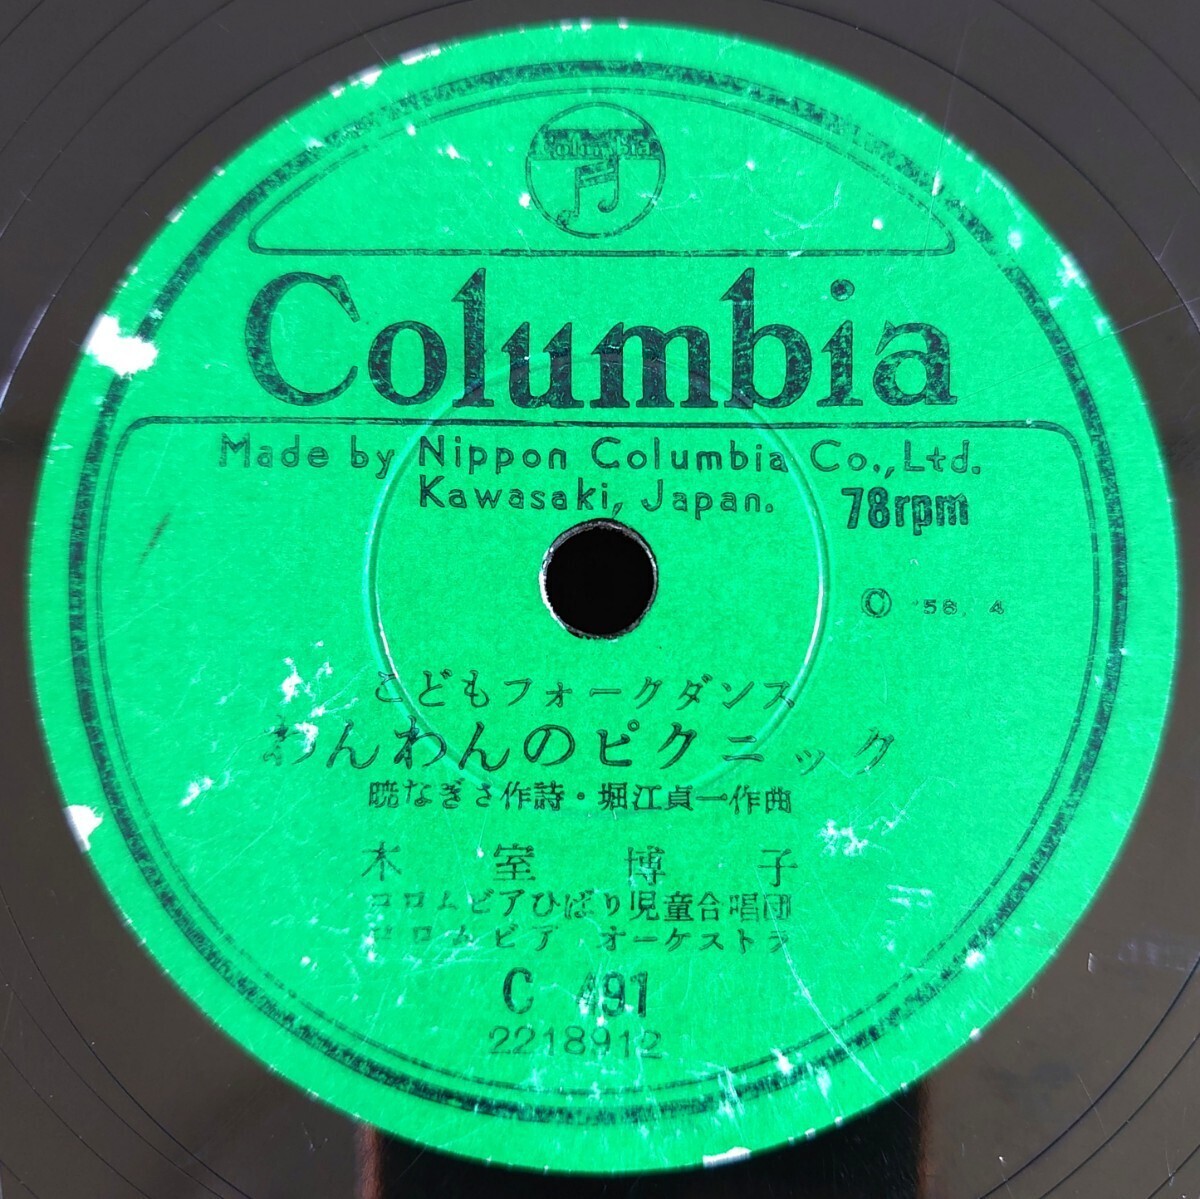 Columbia
Columbia
Made by Nippon Columbia Co., Ltd.
Kawasaki, Japan. 78rpm
Ⓒ '58. 4
こどもフォークダンス
わんわんのピクニック
暁なぎさ作詩・堀江貞一作曲
木室博子
コロムビアひばり児童合唱団
コロムビア オーケストラ
C 491
2218912